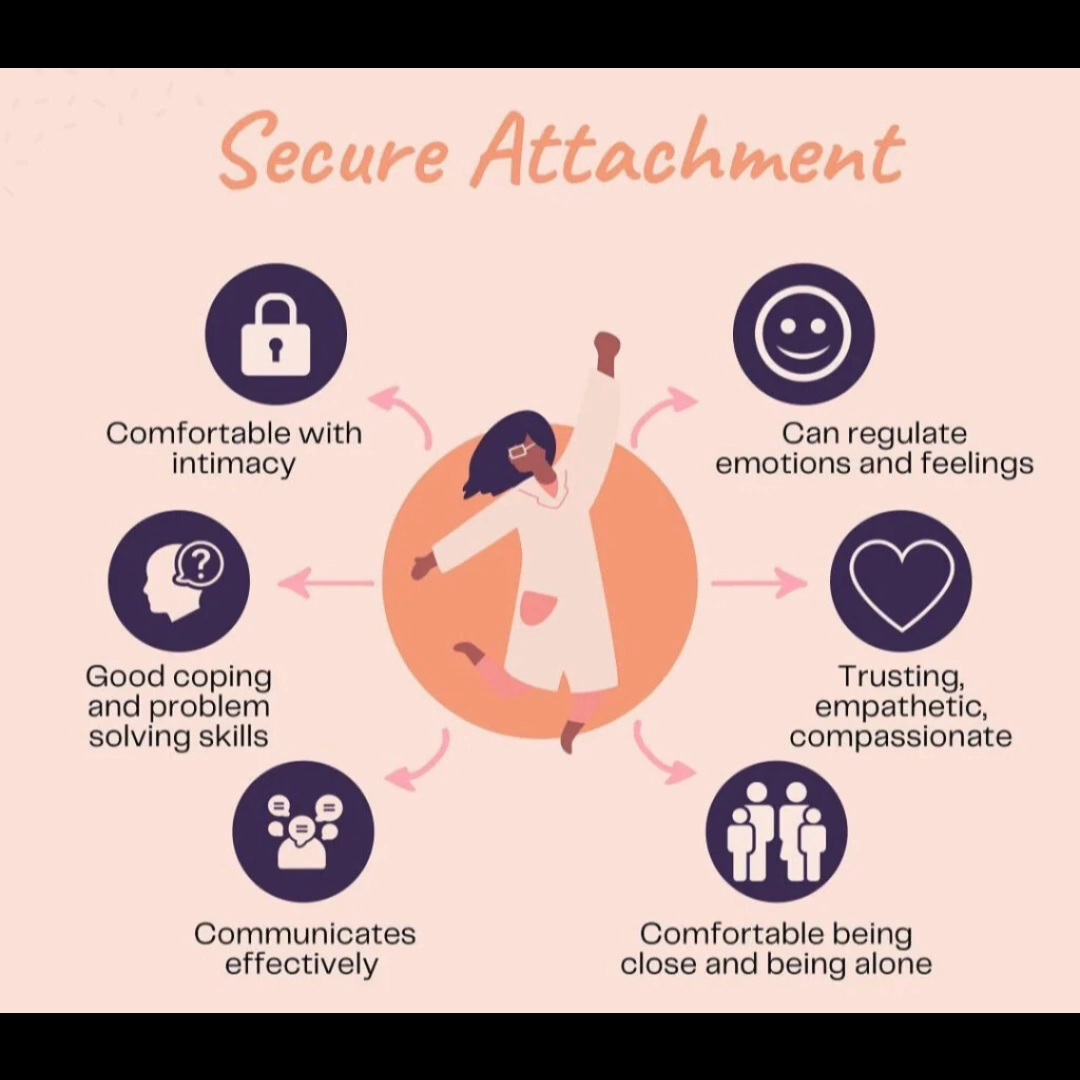 Secure Attachment
Comfortable with
intimacy
Can regulate
emotions and feelings
?
Good coping
and problem
solving skills
Trusting,
empathetic,
compassionate
Communicates
effectively
Comfortable being
close and being alone